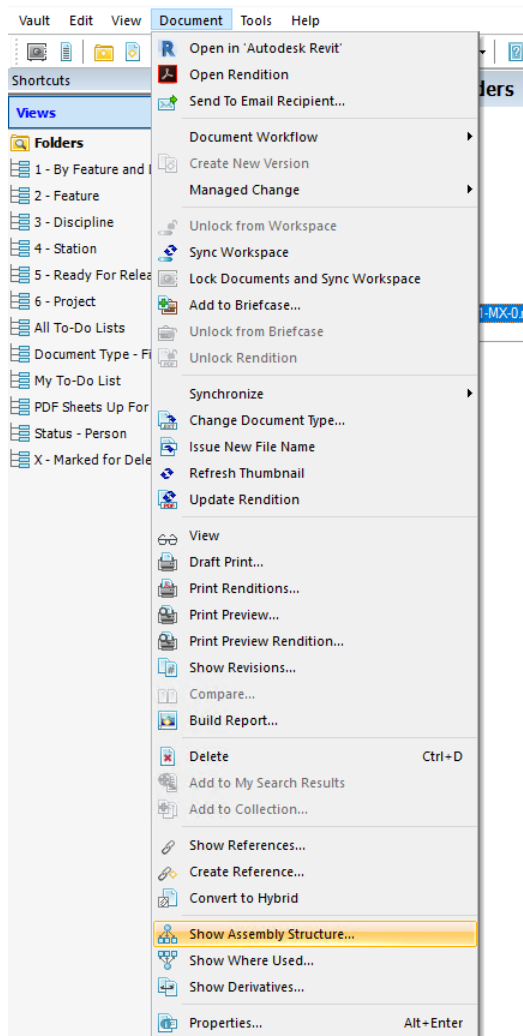 Vault Edit View Document Tools Help
Shortcuts
ders
Views
Folders
1 - By Feature and
2 - Feature
3 - Discipline
4 - Station
5 - Ready For Relea
6 - Project
All To-Do Lists
Document Type - Fi
My To-Do List
PDF Sheets Up For
Status - Person
X - Marked for Dele
Open in 'Autodesk Revit'
Open Rendition
Send To Email Recipient...
Document Workflow
Create New Version
Managed Change
Unlock from Workspace
Sync Workspace
Lock Documents and Sync Workspace
Add to Briefcase...
1-MX-0.
Unlock from Briefcase
Unlock Rendition
Synchronize
Change Document Type...
Issue New File Name
Refresh Thumbnail
Update Rendition
View
Draft Print...
Print Renditions...
Print Preview...
Print Preview Rendition...
Show Revisions...
Compare...
Build Report...
Delete Ctrl+D
Add to My Search Results
Add to Collection...
Show References...
Create Reference...
Convert to Hybrid
Show Assembly Structure...
Show Where Used...
Show Derivatives...
Properties... Alt+Enter